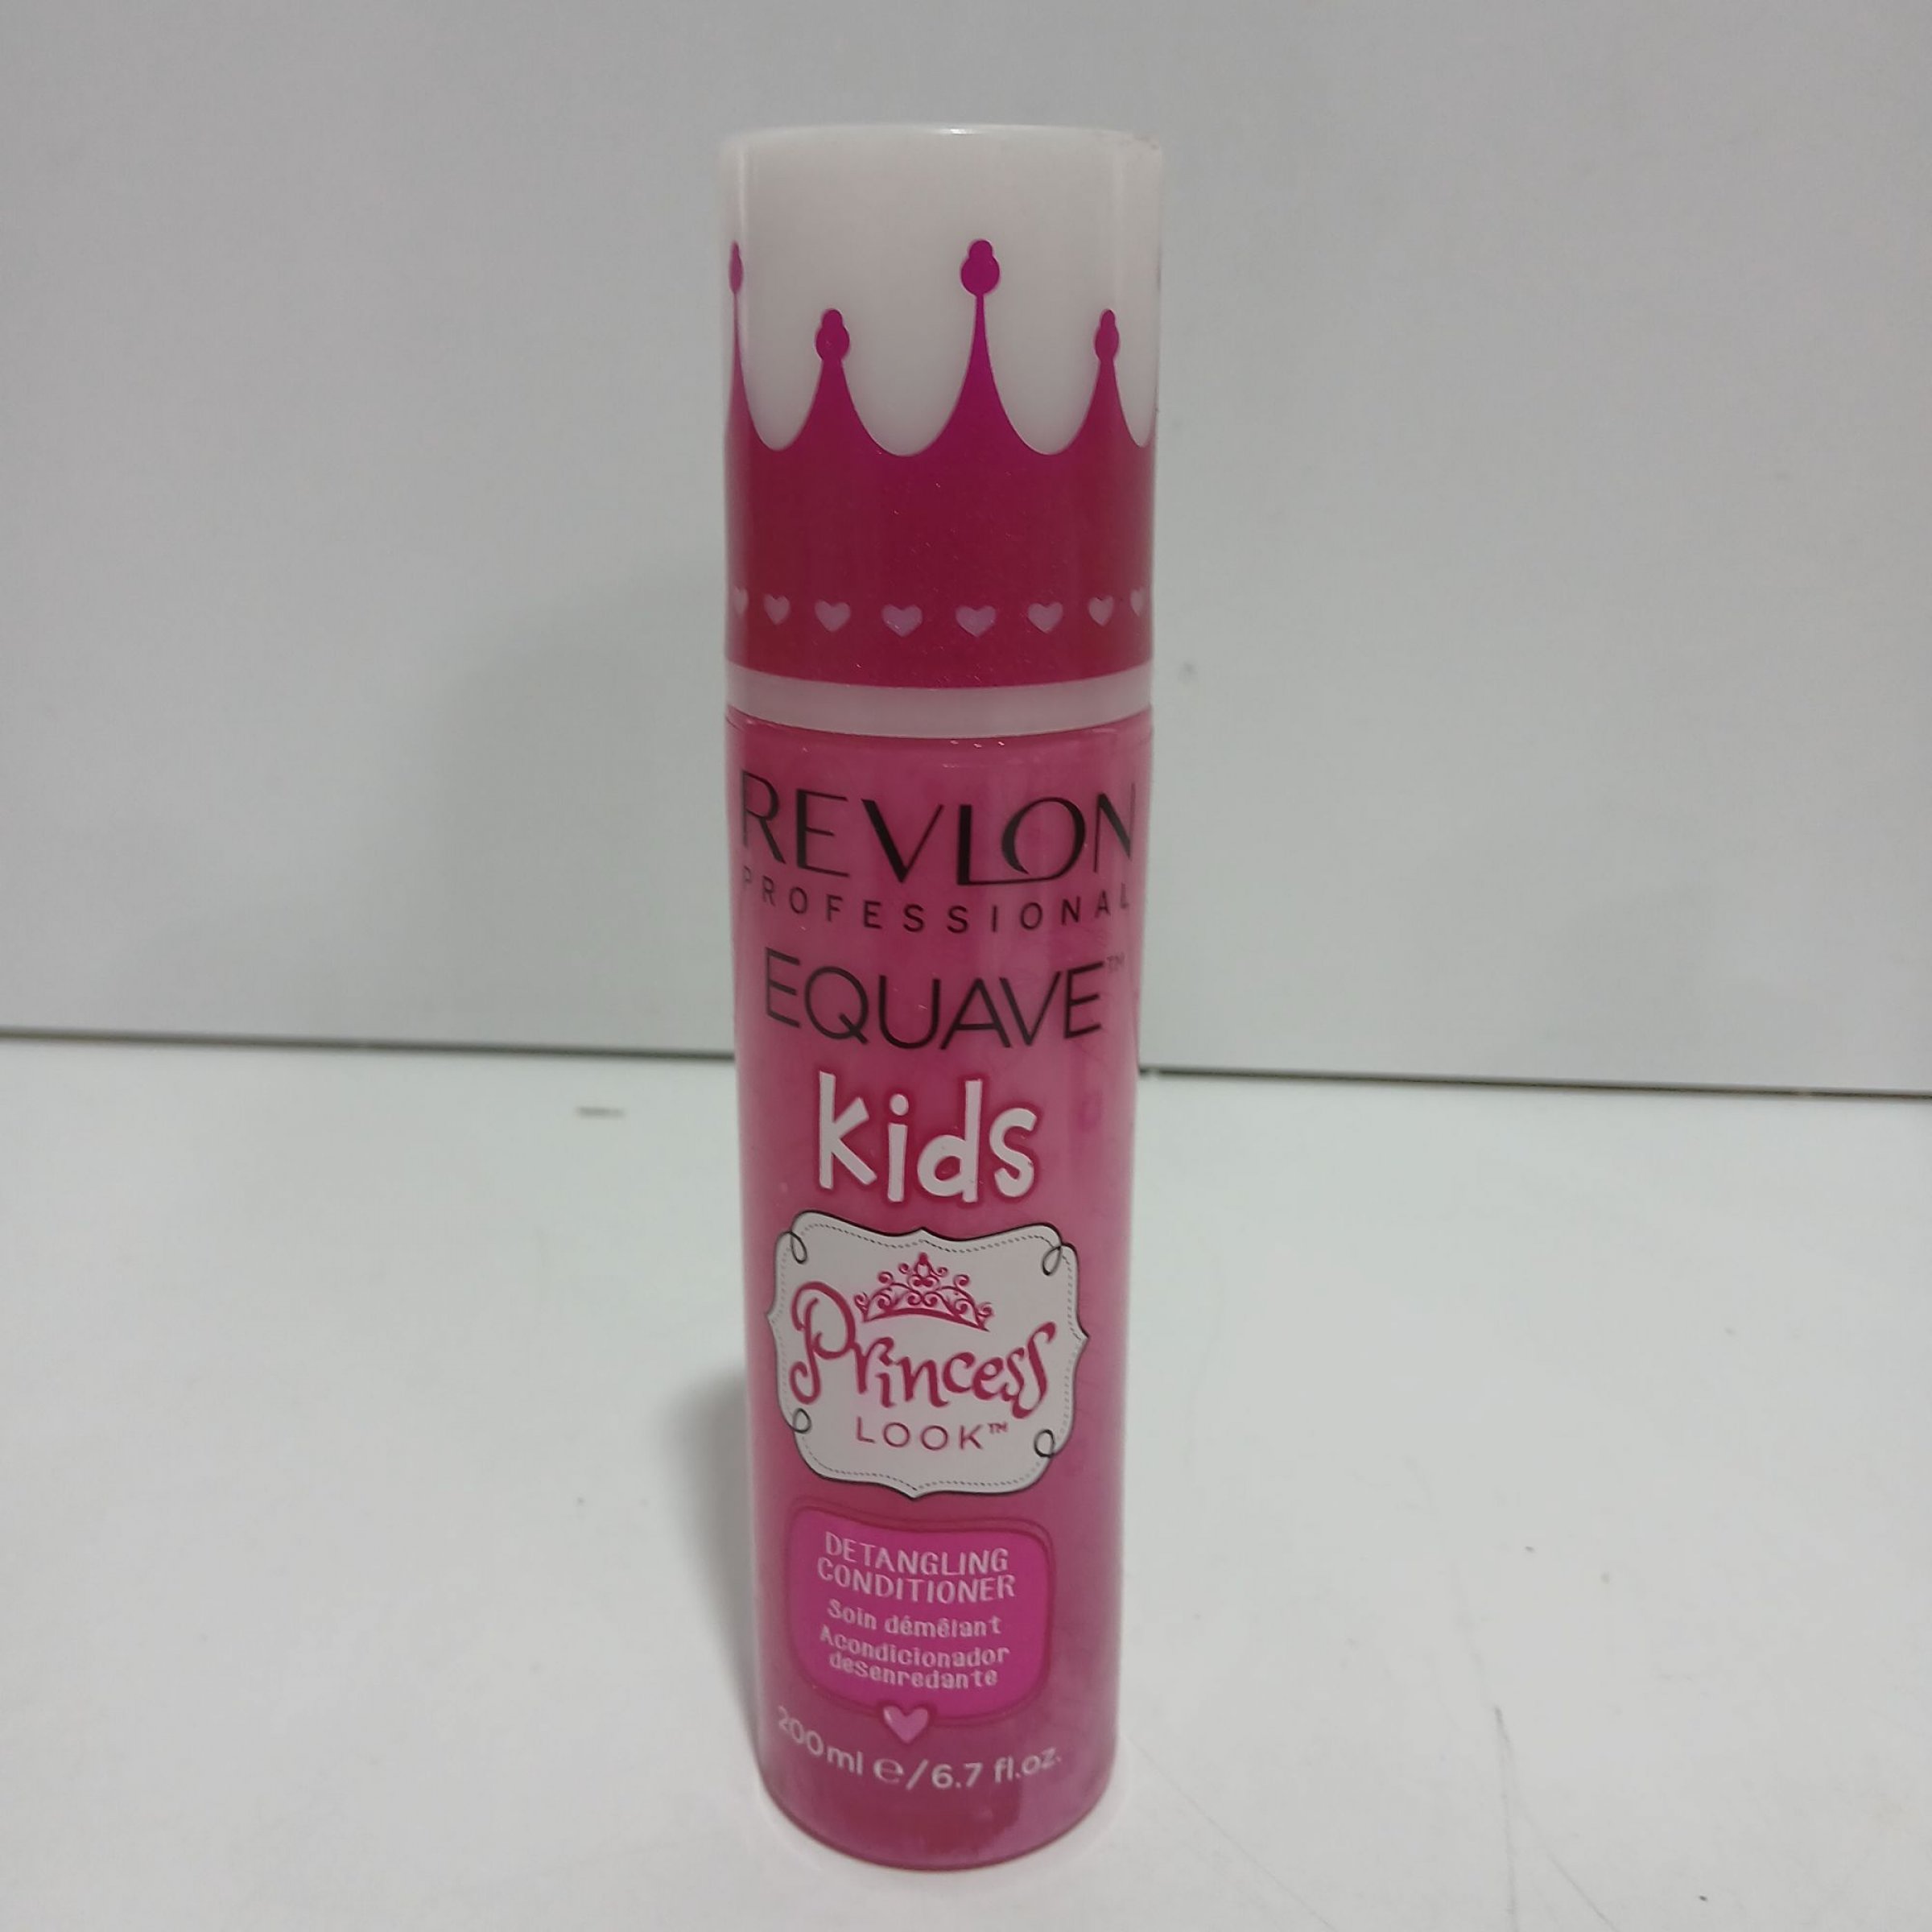 REVLON
PROFESSIONAL
EQUAVE™
kids
Princess
LOOK™
DETANGLING
CONDITIONER
Soin démêlant
Acondicionador
desenredante
200ml ℮/6.7 fl.oz.